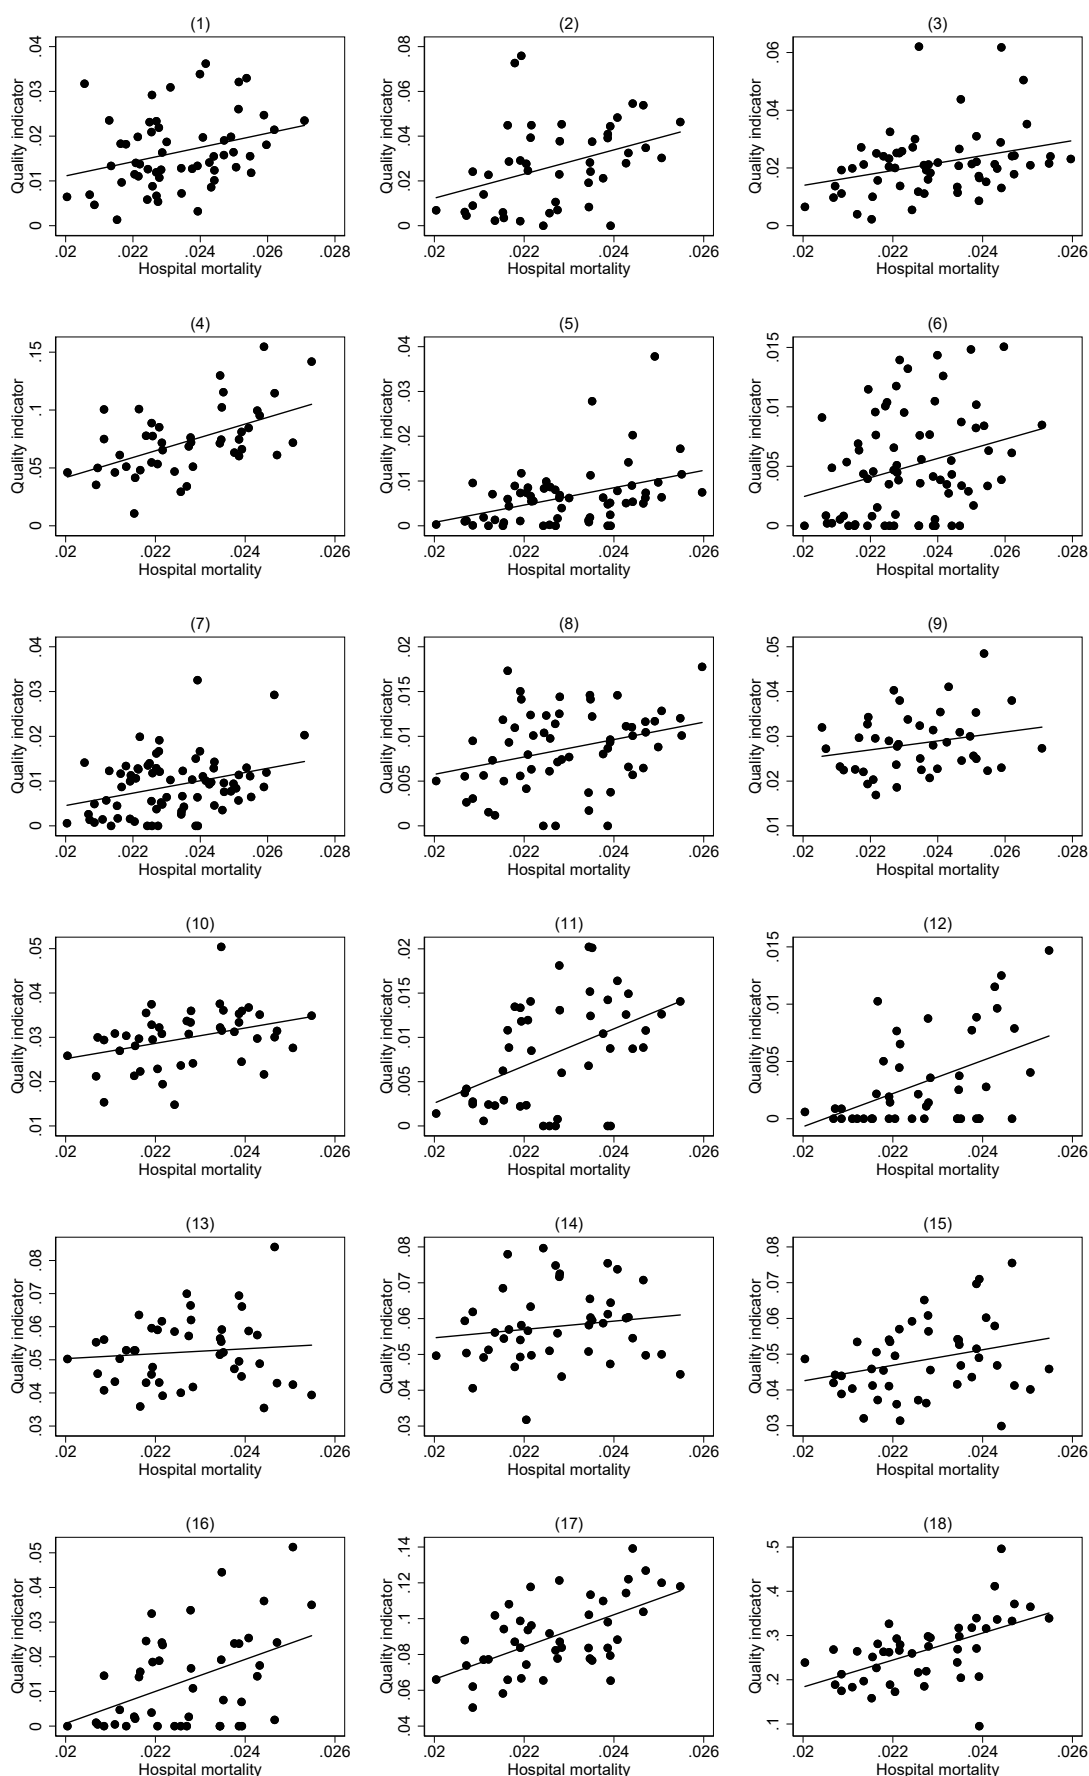 (1)
Quality indicator
.04
.03
.02
.01
0
.02 .022 .024 .026 .028
Hospital mortality
(2)
Quality indicator
.08
.06
.04
.02
0
.02 .022 .024 .026
Hospital mortality
(3)
Quality indicator
.06
.04
.02
0
.02 .022 .024 .026
Hospital mortality
(4)
Quality indicator
.15
.1
.05
0
.02 .022 .024 .026
Hospital mortality
(5)
Quality indicator
.04
.03
.02
.01
0
.02 .022 .024 .026
Hospital mortality
(6)
Quality indicator
.015
.01
.005
0
.02 .022 .024 .026 .028
Hospital mortality
(7)
Quality indicator
.04
.03
.02
.01
0
.02 .022 .024 .026 .028
Hospital mortality
(8)
Quality indicator
.02
.015
.01
.005
0
.02 .022 .024 .026
Hospital mortality
(9)
Quality indicator
.05
.04
.03
.02
.01
.02 .022 .024 .026 .028
Hospital mortality
(10)
Quality indicator
.05
.04
.03
.02
.01
.02 .022 .024 .026
Hospital mortality
(11)
Quality indicator
.02
.015
.01
.005
0
.02 .022 .024 .026
Hospital mortality
(12)
Quality indicator
.015
.01
.005
0
.02 .022 .024 .026
Hospital mortality
(13)
Quality indicator
.08
.07
.06
.05
.04
.03
.02 .022 .024 .026
Hospital mortality
(14)
Quality indicator
.08
.07
.06
.05
.04
.03
.02 .022 .024 .026
Hospital mortality
(15)
Quality indicator
.08
.07
.06
.05
.04
.03
.02 .022 .024 .026
Hospital mortality
(16)
Quality indicator
.05
.04
.03
.02
.01
0
.02 .022 .024 .026
Hospital mortality
(17)
Quality indicator
.14
.12
.1
.08
.06
.04
.02 .022 .024 .026
Hospital mortality
(18)
Quality indicator
.5
.4
.3
.2
.1
.02 .022 .024 .026
Hospital mortality